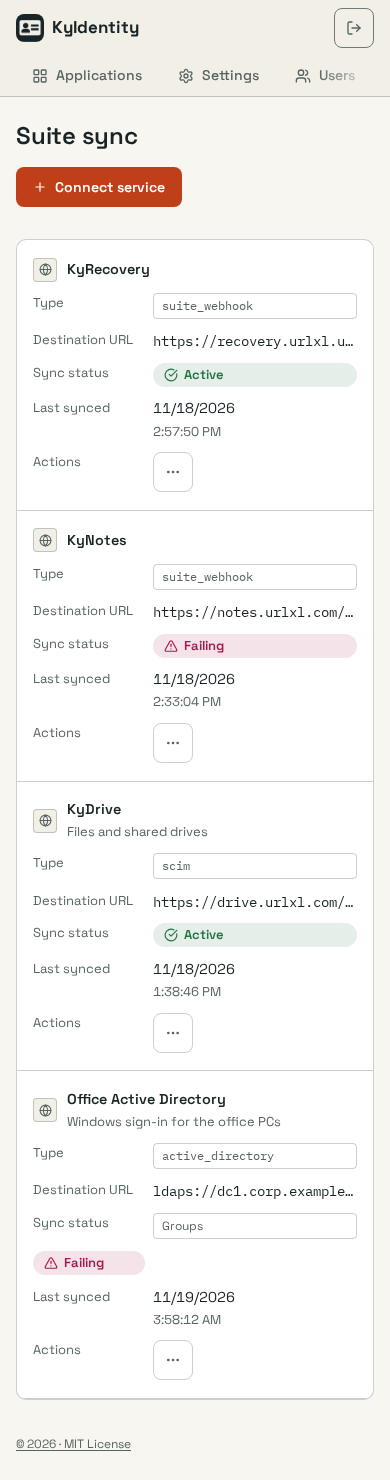 KyIdentity
Applications
Settings
Users
Suite sync
Connect service
KyRecovery
Type
suite_webhook
Destination URL
https://recovery.urlxl.u…
Sync status
Active
Last synced
11/18/2026
2:57:50 PM
Actions
KyNotes
Type
suite_webhook
Destination URL
https://notes.urlxl.com/…
Sync status
Failing
Last synced
11/18/2026
2:33:04 PM
Actions
KyDrive
Files and shared drives
Type
scim
Destination URL
https://drive.urlxl.com/…
Sync status
Active
Last synced
11/18/2026
1:38:46 PM
Actions
Office Active Directory
Windows sign-in for the office PCs
Type
active_directory
Destination URL
ldaps://dc1.corp.example…
Sync status
Groups
Failing
Last synced
11/19/2026
3:58:12 AM
Actions
© 2026 · MIT License